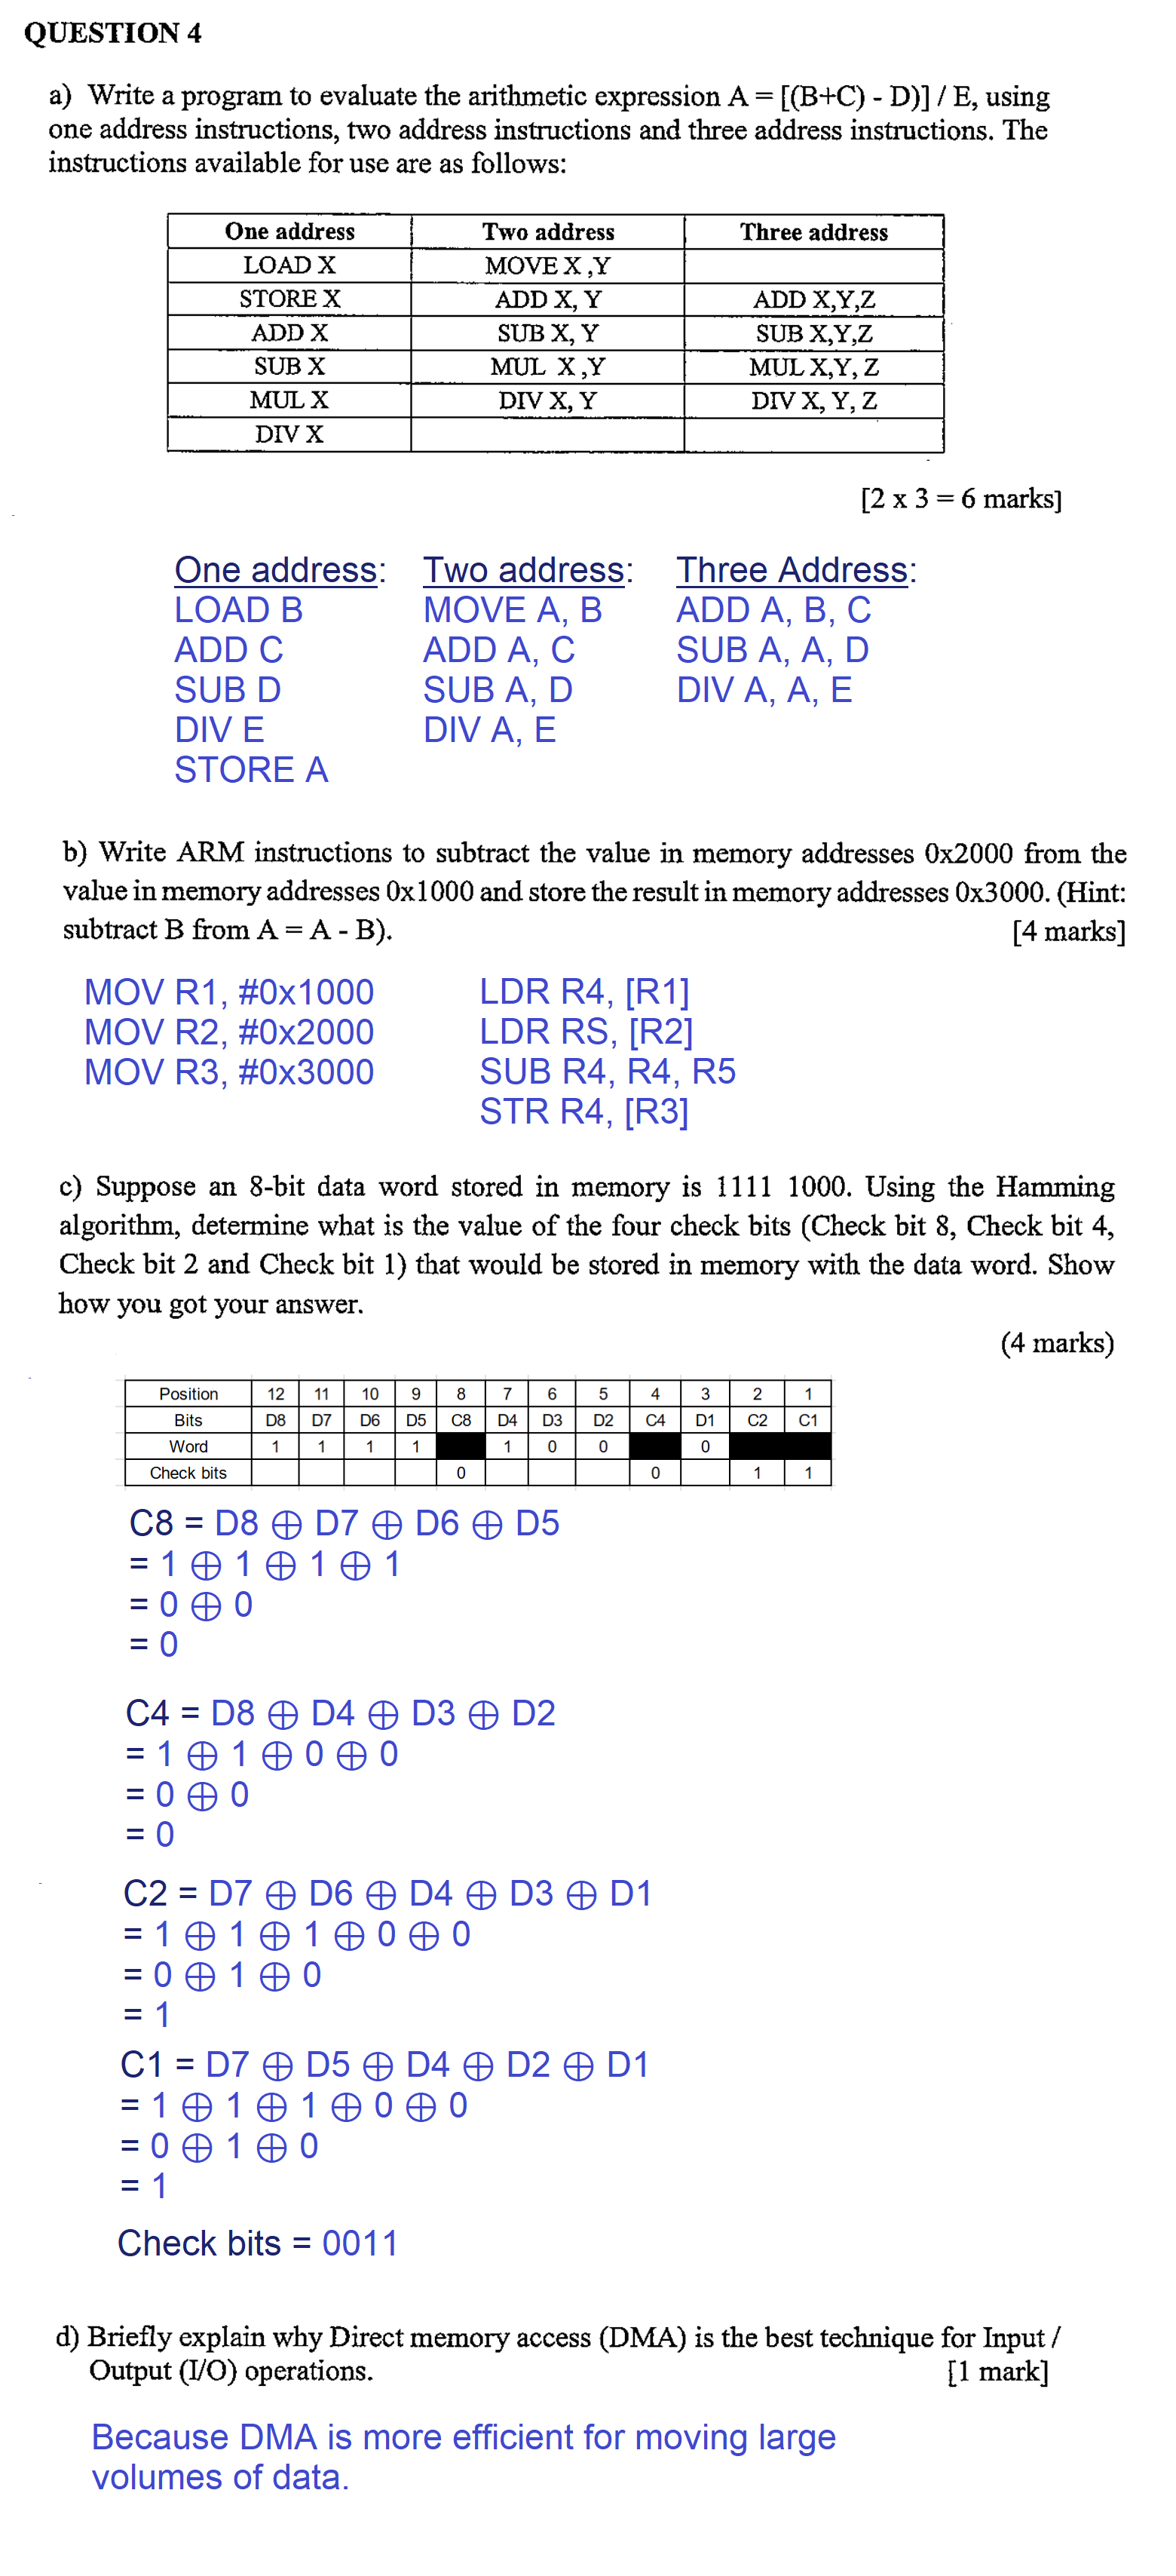 QUESTION 4
a) Write a program to evaluate the arithmetic expression A = [(B+C) - D)] / E, using
one address instructions, two address instructions and three address instructions. The
instructions available for use are as follows:
One address Two address Three address
LOAD X MOVE X ,Y
STORE X ADD X, Y ADD X,Y,Z
ADD X SUB X, Y SUB X,Y,Z
SUB X MUL X ,Y MUL X,Y, Z
MUL X DIV X, Y DIV X, Y, Z
DIV X
[2 x 3 = 6 marks]
One address: Two address: Three Address:
LOAD B MOVE A, B ADD A, B, C
ADD C ADD A, C SUB A, A, D
SUB D SUB A, D DIV A, A, E
DIV E DIV A, E
STORE A
b) Write ARM instructions to subtract the value in memory addresses 0x2000 from the
value in memory addresses 0x1000 and store the result in memory addresses 0x3000. (Hint:
subtract B from A = A - B). [4 marks]
MOV R1, #0x1000 LDR R4, [R1]
MOV R2, #0x2000 LDR RS, [R2]
MOV R3, #0x3000 SUB R4, R4, R5
STR R4, [R3]
c) Suppose an 8-bit data word stored in memory is 1111 1000. Using the Hamming
algorithm, determine what is the value of the four check bits (Check bit 8, Check bit 4,
Check bit 2 and Check bit 1) that would be stored in memory with the data word. Show
how you got your answer.
(4 marks)
Position 12 11 10 9 8 7 6 5 4 3 2 1
Bits D8 D7 D6 D5 C8 D4 D3 D2 C4 D1 C2 C1
Word 1 1 1 1 1 0 0 0
Check bits 0 0 1 1
C8 = D8 ⊕ D7 ⊕ D6 ⊕ D5
= 1 ⊕ 1 ⊕ 1 ⊕ 1
= 0 ⊕ 0
= 0
C4 = D8 ⊕ D4 ⊕ D3 ⊕ D2
= 1 ⊕ 1 ⊕ 0 ⊕ 0
= 0 ⊕ 0
= 0
C2 = D7 ⊕ D6 ⊕ D4 ⊕ D3 ⊕ D1
= 1 ⊕ 1 ⊕ 1 ⊕ 0 ⊕ 0
= 0 ⊕ 1 ⊕ 0
= 1
C1 = D7 ⊕ D5 ⊕ D4 ⊕ D2 ⊕ D1
= 1 ⊕ 1 ⊕ 1 ⊕ 0 ⊕ 0
= 0 ⊕ 1 ⊕ 0
= 1
Check bits = 0011
d) Briefly explain why Direct memory access (DMA) is the best technique for Input /
Output (I/O) operations. [1 mark]
Because DMA is more efficient for moving large
volumes of data.